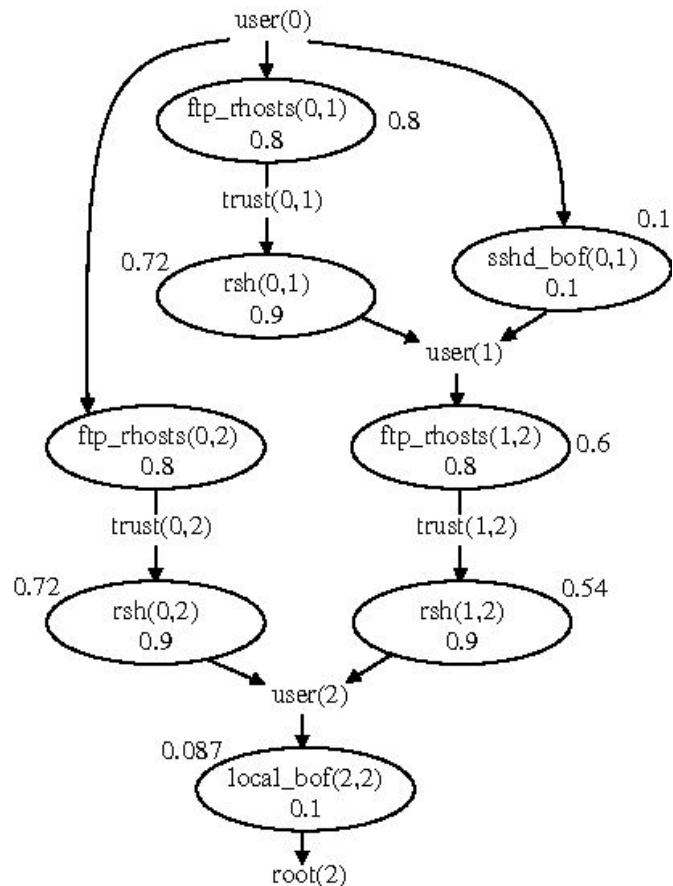 user(0)
ftp_rhosts(0,1)
0.8
0.8
trust(0,1)
0.72
rsh(0,1)
0.9
0.1
sshd_bof(0,1)
0.1
user(1)
ftp_rhosts(0,2)
0.8
ftp_rhosts(1,2)
0.8
0.6
trust(0,2)
trust(1,2)
0.72
rsh(0,2)
0.9
0.54
rsh(1,2)
0.9
user(2)
0.087
local_bof(2,2)
0.1
root(2)